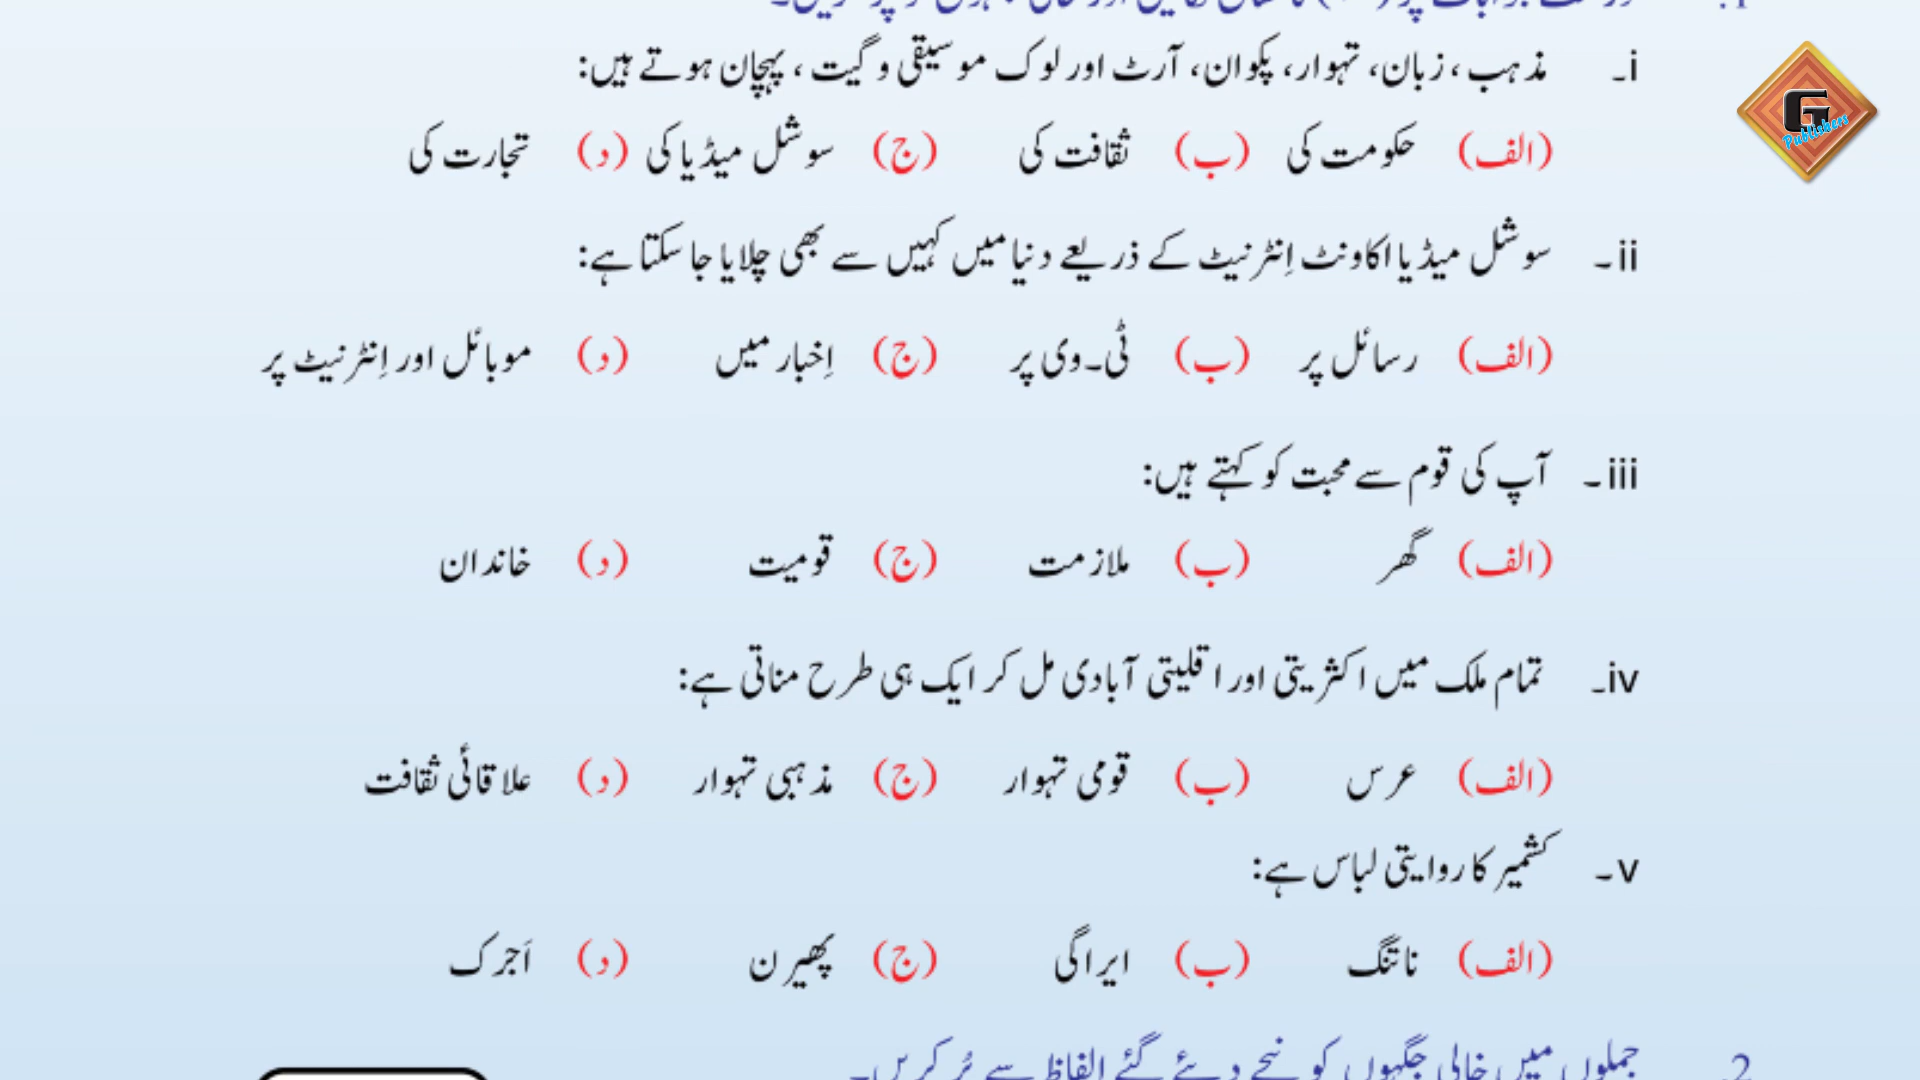 i۔ مذہب، زبان، تہوار، پکوان، آرٹ اور لوک موسیقی و گیت، پہچان ہوتے ہیں:
(الف) حکومت کی (ب) ثقافت کی (ج) سوشل میڈیا کی (د) تجارت کی
ii۔ سوشل میڈیا اکاونٹ اِنٹرنیٹ کے ذریعے دنیا میں کہیں سے بھی چلایا جا سکتا ہے:
(الف) رسائل پر (ب) ٹی۔وی پر (ج) اِخبار میں (د) موبائل اور اِنٹرنیٹ پر
iii۔ آپ کی قوم سے محبت کو کہتے ہیں:
(الف) گھر (ب) ملازمت (ج) قومیت (د) خاندان
iv۔ تمام ملک میں اکثریتی اور اقلیتی آبادی مل کر ایک ہی طرح مناتی ہے:
(الف) عرس (ب) قومی تہوار (ج) مذہبی تہوار (د) علاقائی ثقافت
v۔ کشمیر کا روایتی لباس ہے:
(الف) ناتنگ (ب) ایراگی (ج) پھیرن (د) اَجرک
2. جملوں میں خالی جگہوں کو نیچے دیئے گئے الفاظ سے پُر کریں۔
G Publishers